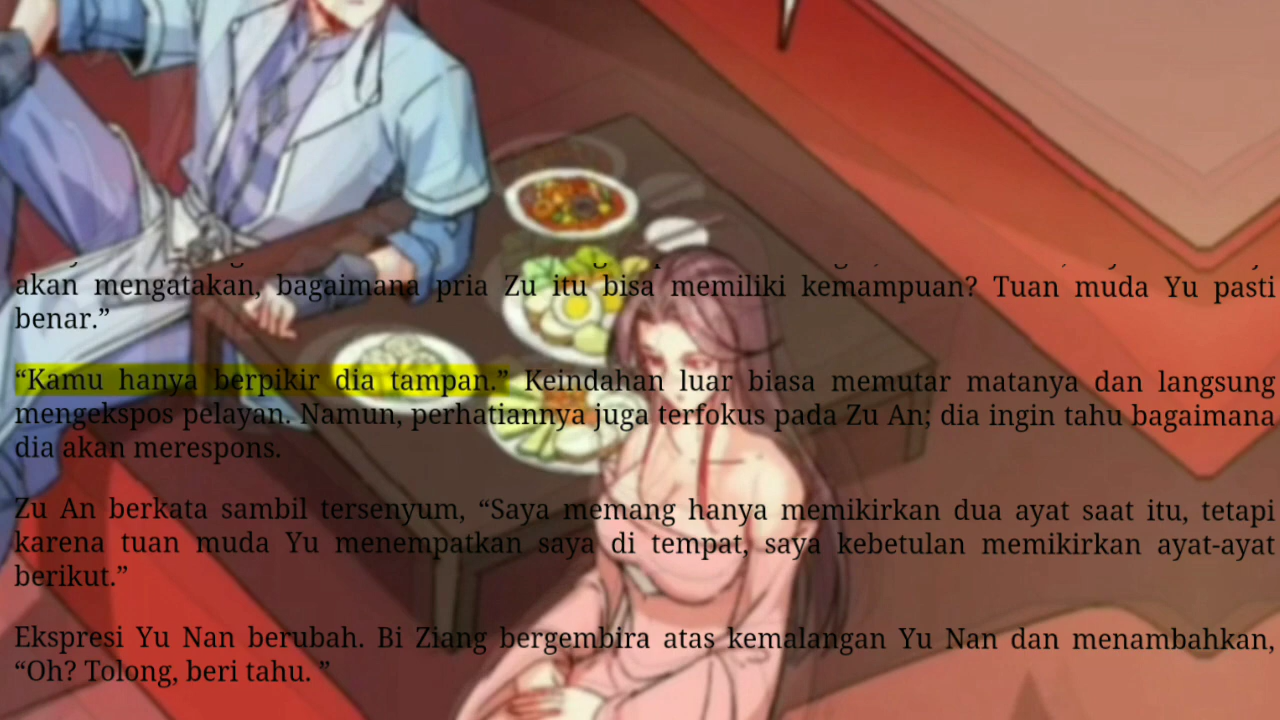 akan mengatakan, bagaimana pria Zu itu bisa memiliki kemampuan? Tuan muda Yu pasti
benar.”
“Kamu hanya berpikir dia tampan.” Keindahan luar biasa memutar matanya dan langsung
mengekspos pelayan. Namun, perhatiannya juga terfokus pada Zu An; dia ingin tahu bagaimana
dia akan merespons.
Zu An berkata sambil tersenyum, “Saya memang hanya memikirkan dua ayat saat itu, tetapi
karena tuan muda Yu menempatkan saya di tempat, saya kebetulan memikirkan ayat-ayat
berikut.”
Ekspresi Yu Nan berubah. Bi Ziang bergembira atas kemalangan Yu Nan dan menambahkan,
“Oh? Tolong, beri tahu. ”